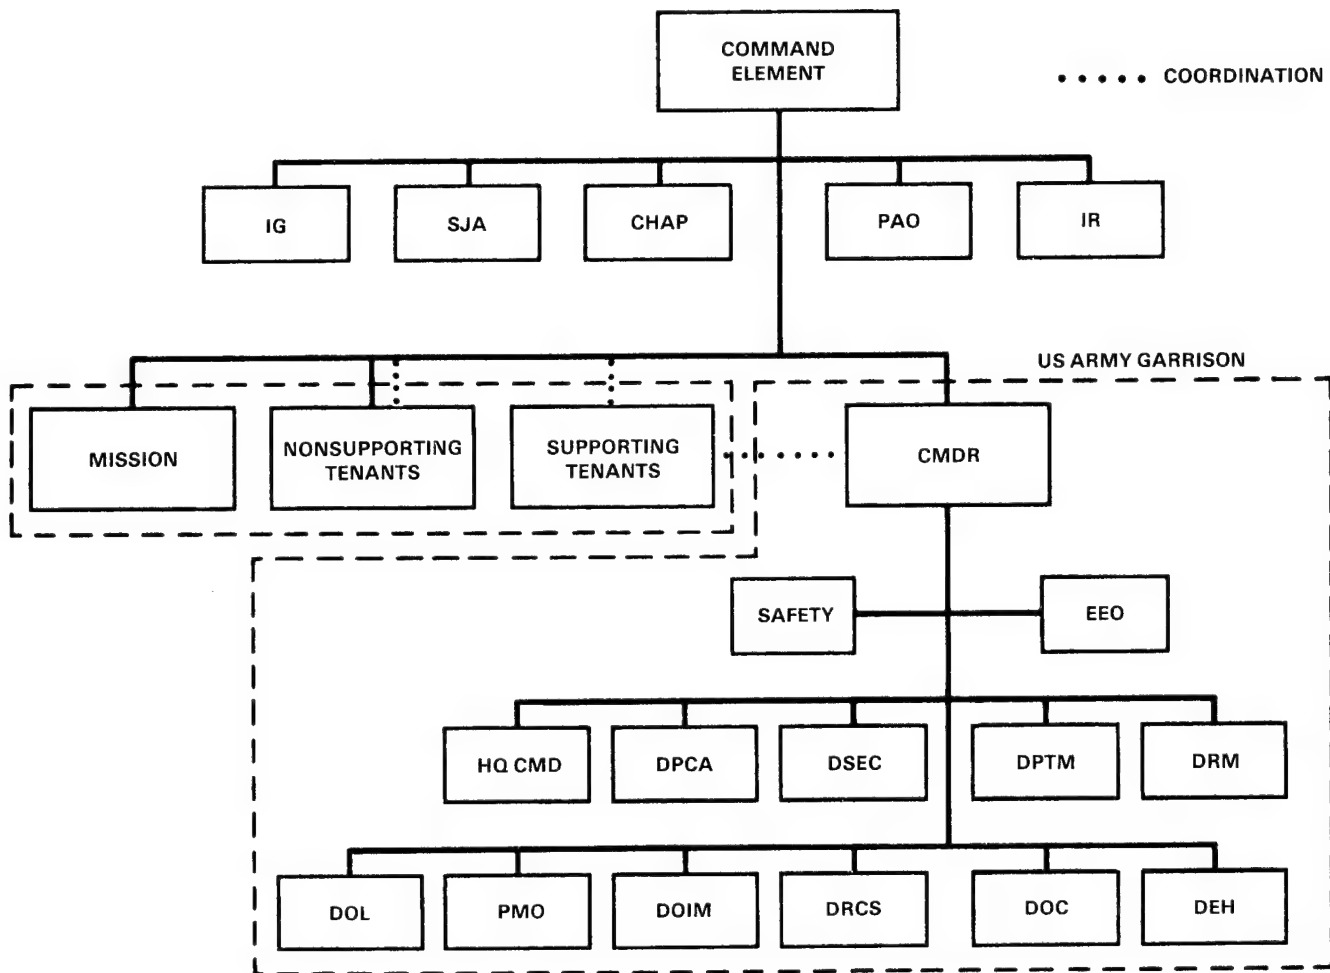 COMMAND
ELEMENT
..... COORDINATION
IG
SJA
CHAP
PAO
IR
US ARMY GARRISON
MISSION
NONSUPPORTING
TENANTS
SUPPORTING
TENANTS
CMDR
SAFETY
EEO
HQ CMD
DPCA
DSEC
DPTM
DRM
DOL
PMO
DOIM
DRCS
DOC
DEH